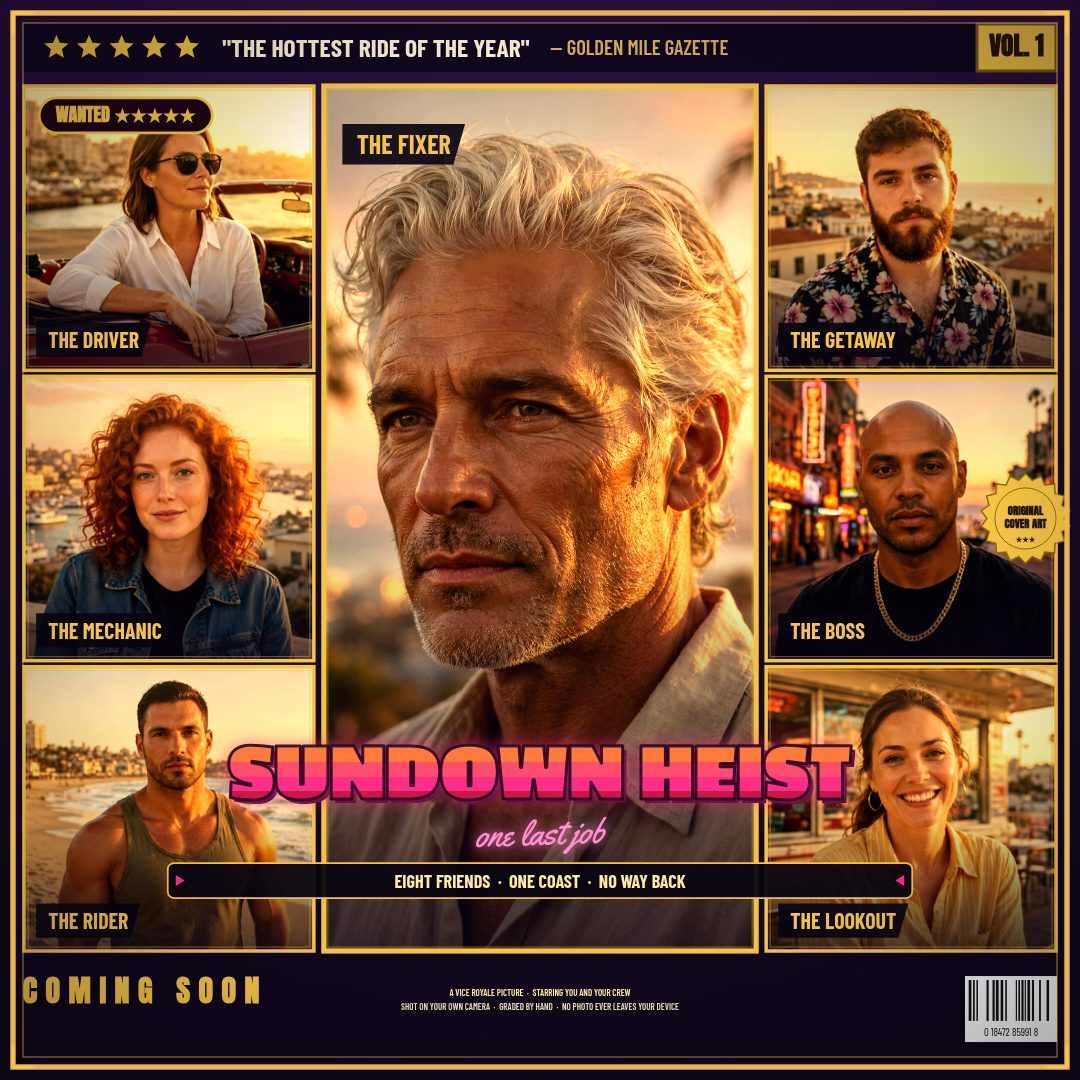 "THE HOTTEST RIDE OF THE YEAR" — GOLDEN MILE GAZETTE
VOL. 1
WANTED ★★★★★
THE FIXER
THE DRIVER
THE GETAWAY
THE MECHANIC
ORIGINAL
COVER ART
THE BOSS
SUNDOWN HEIST
one last job
EIGHT FRIENDS · ONE COAST · NO WAY BACK
THE RIDER
THE LOOKOUT
COMING SOON
A VICE ROYALE PICTURE · STARRING YOU AND YOUR CREW
SHOT ON YOUR OWN CAMERA · GRADED BY HAND · NO PHOTO EVER LEAVES YOUR DEVICE
0 18472 85991 8